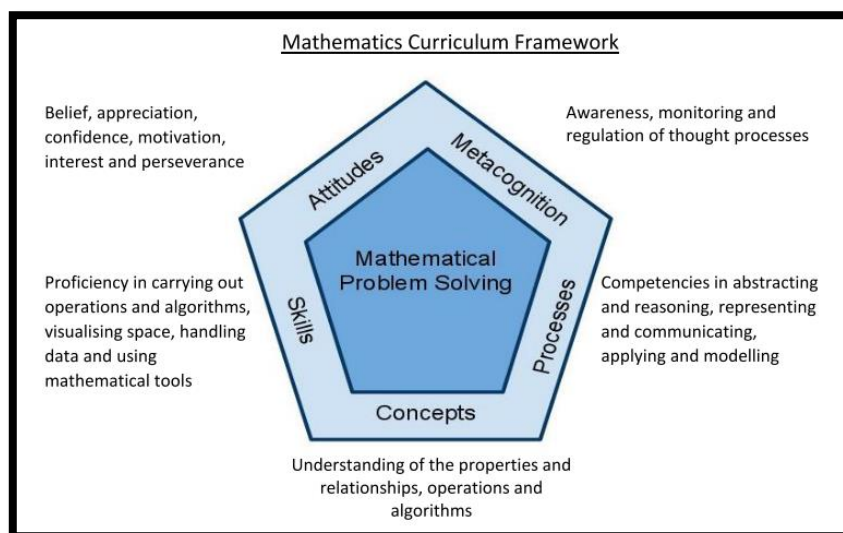 Mathematics Curriculum Framework
Belief, appreciation,
confidence, motivation,
interest and perseverance
Awareness, monitoring and
regulation of thought processes
Attitudes
Metacognition
Mathematical
Problem Solving
Proficiency in carrying out
operations and algorithms,
visualising space, handling
data and using
mathematical tools
Skills
Processes
Competencies in abstracting
and reasoning, representing
and communicating,
applying and modelling
Concepts
Understanding of the properties and
relationships, operations and
algorithms